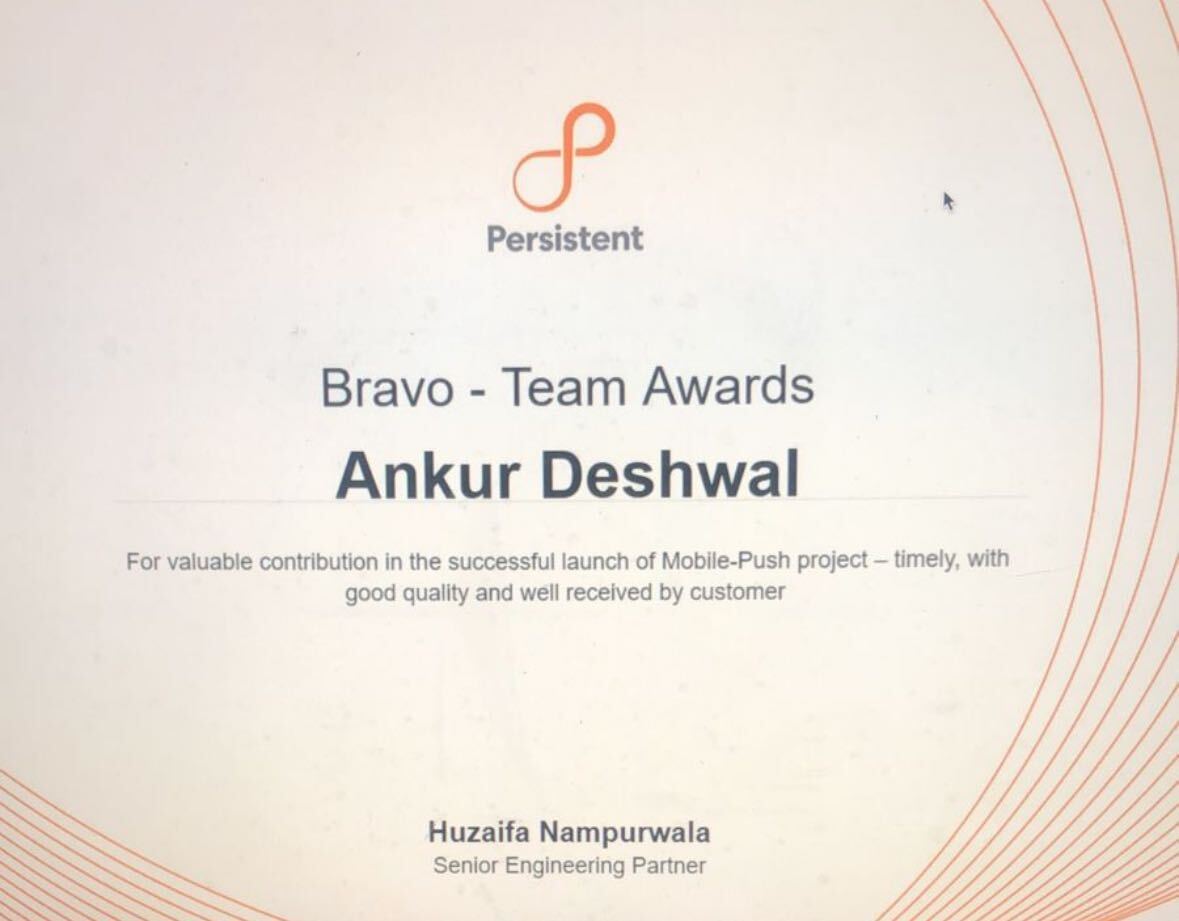 Persistent
Bravo - Team Awards
Ankur Deshwal
For valuable contribution in the successful launch of Mobile-Push project – timely, with
good quality and well received by customer
Huzaifa Nampurwala
Senior Engineering Partner